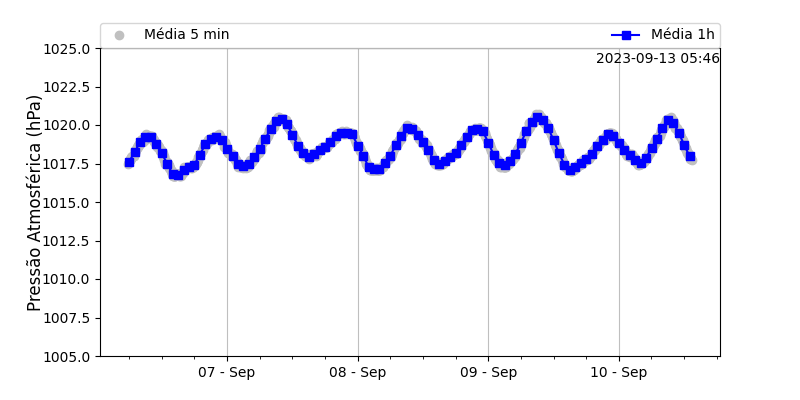 Média 5 min
Média 1h
2023-09-13 05:46
Pressão Atmosférica (hPa)
1025.0
1022.5
1020.0
1017.5
1015.0
1012.5
1010.0
1007.5
1005.0
07 - Sep
08 - Sep
09 - Sep
10 - Sep